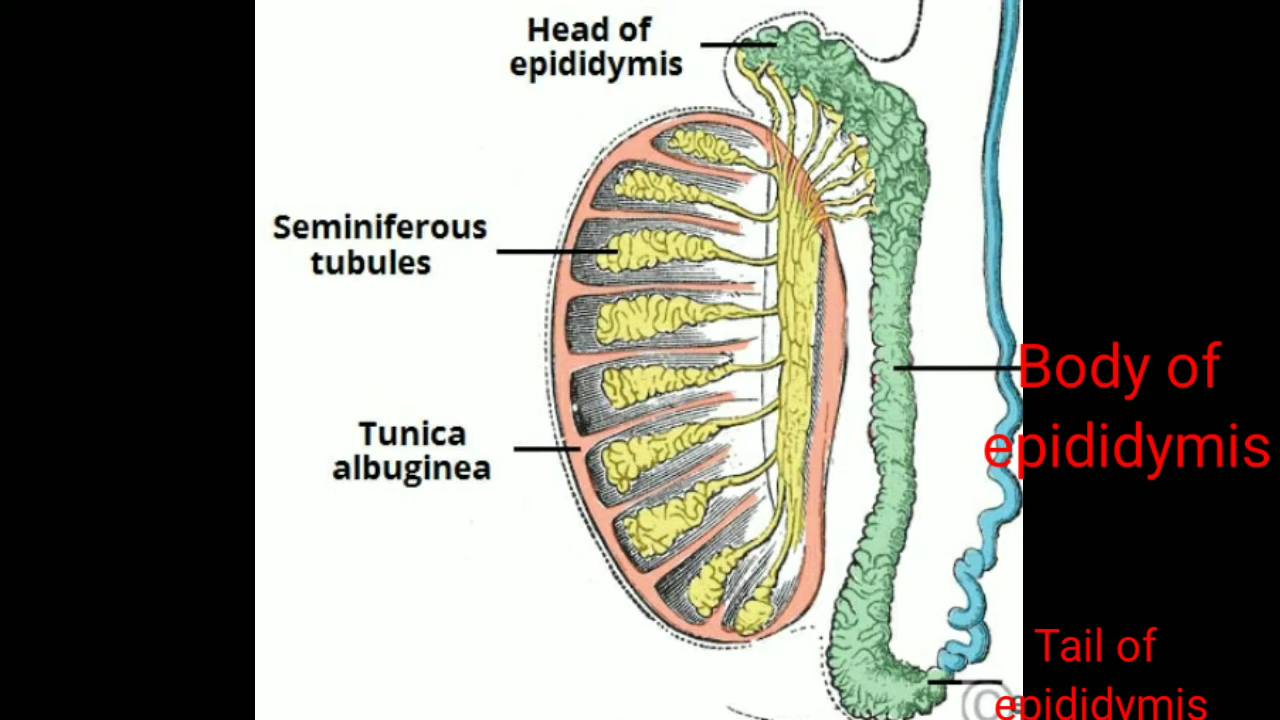 Head of
epididymis
Seminiferous
tubules
Body of
epididymis
Tunica
albuginea
Tail of
epididymis
©